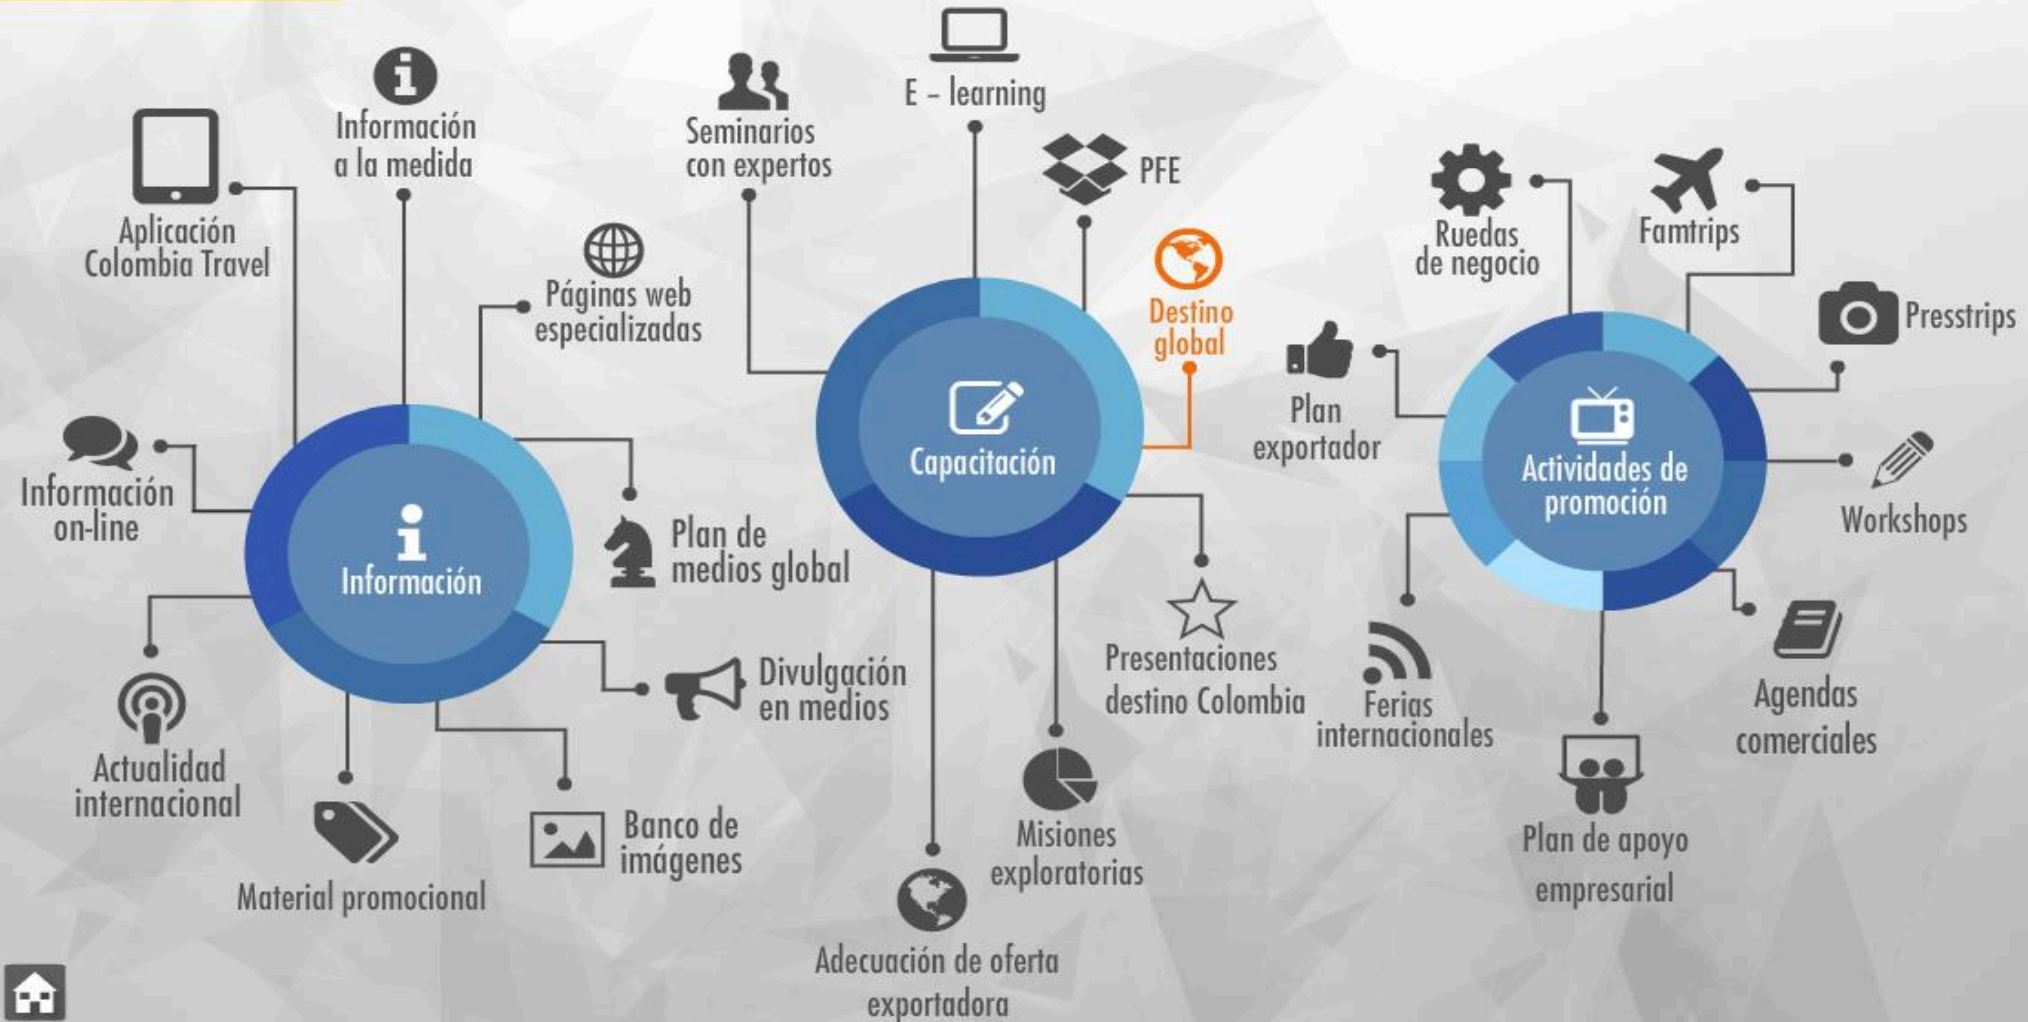 Aplicación
Colombia Travel
Información
a la medida
Páginas web
especializadas
Información
on-line
Información
Plan de
medios global
Divulgación
en medios
Actualidad
internacional
Material promocional
Banco de
imágenes
Seminarios
con expertos
E – learning
PFE
Destino
global
Capacitación
Presentaciones
destino Colombia
Misiones
exploratorias
Adecuación de oferta
exportadora
Ruedas
de negocio
Famtrips
Presstrips
Plan
exportador
Actividades de
promoción
Workshops
Ferias
internacionales
Agendas
comerciales
Plan de apoyo
empresarial